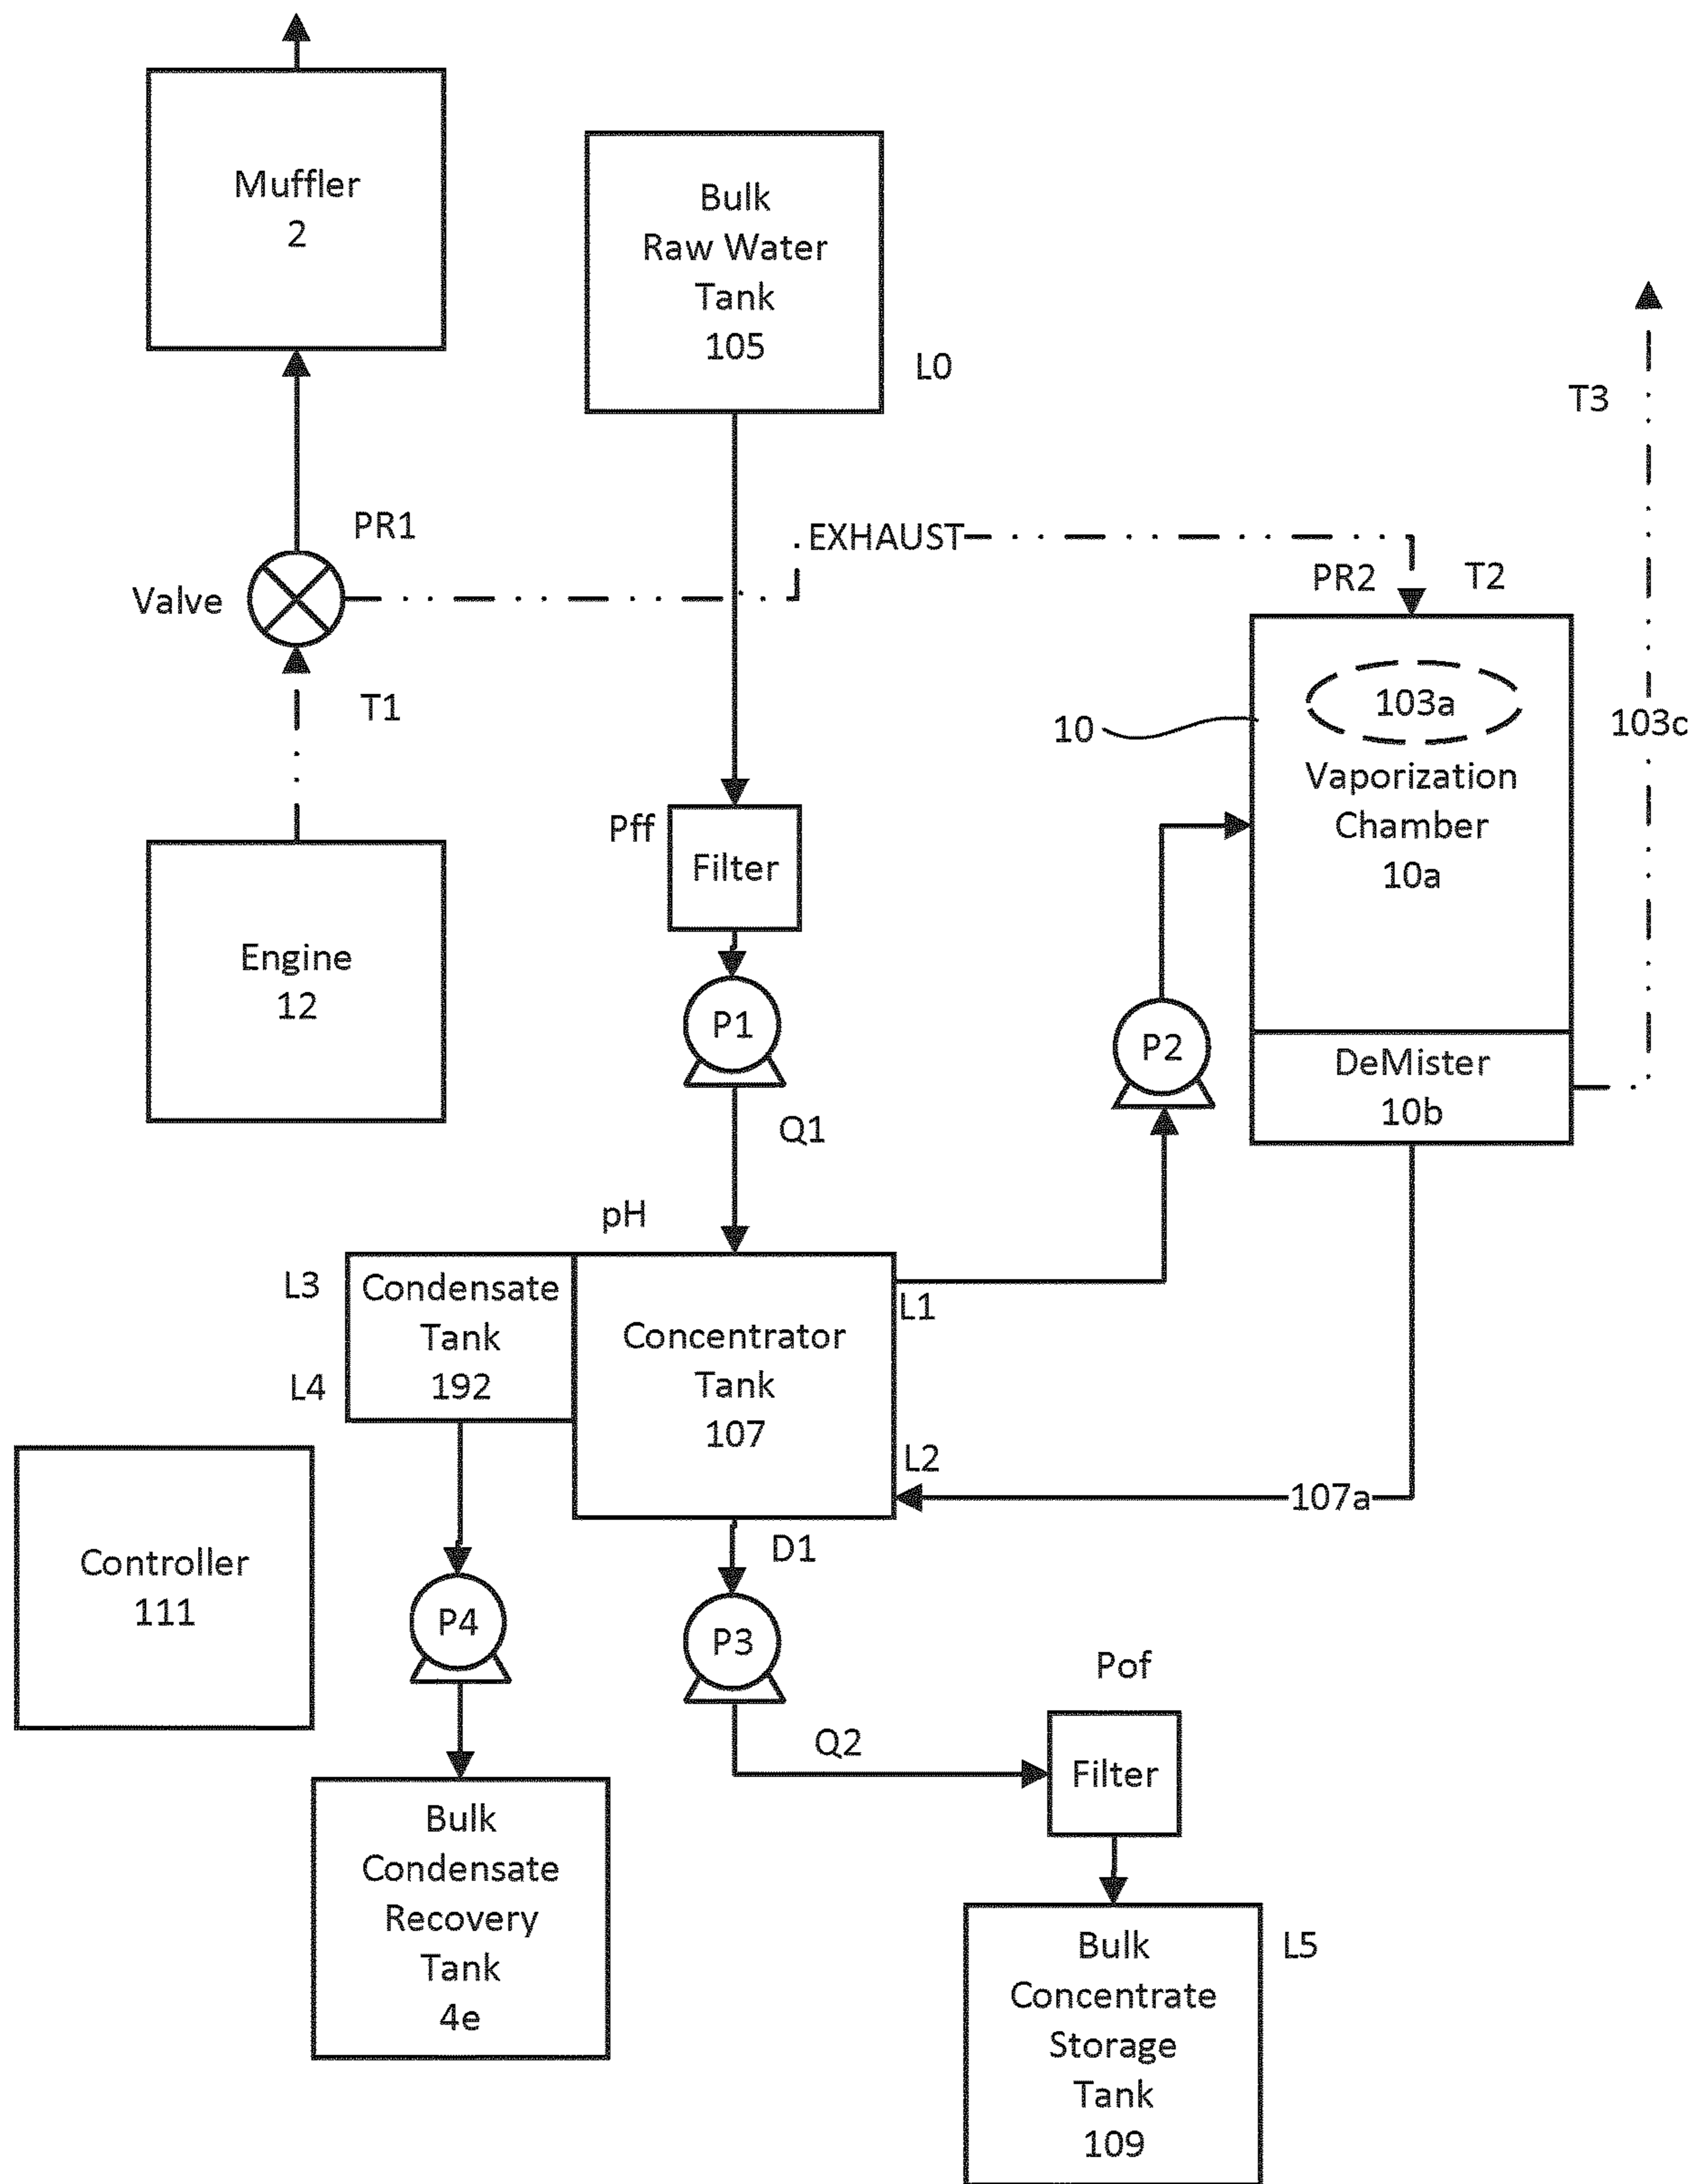 Muffler
2
Bulk
Raw Water
Tank
105
L0
T3
PR1
EXHAUST
Valve
PR2
T2
T1
103a
10
103c
Vaporization
Chamber
10a
Pff
Filter
Engine
12
P1
P2
DeMister
10b
Q1
pH
L3
Condensate
Tank
192
L4
Concentrator
Tank
107
L1
L2
107a
D1
Controller
111
P4
P3
Pof
Q2
Filter
Bulk
Condensate
Recovery
Tank
4e
Bulk
Concentrate
Storage
Tank
109
L5